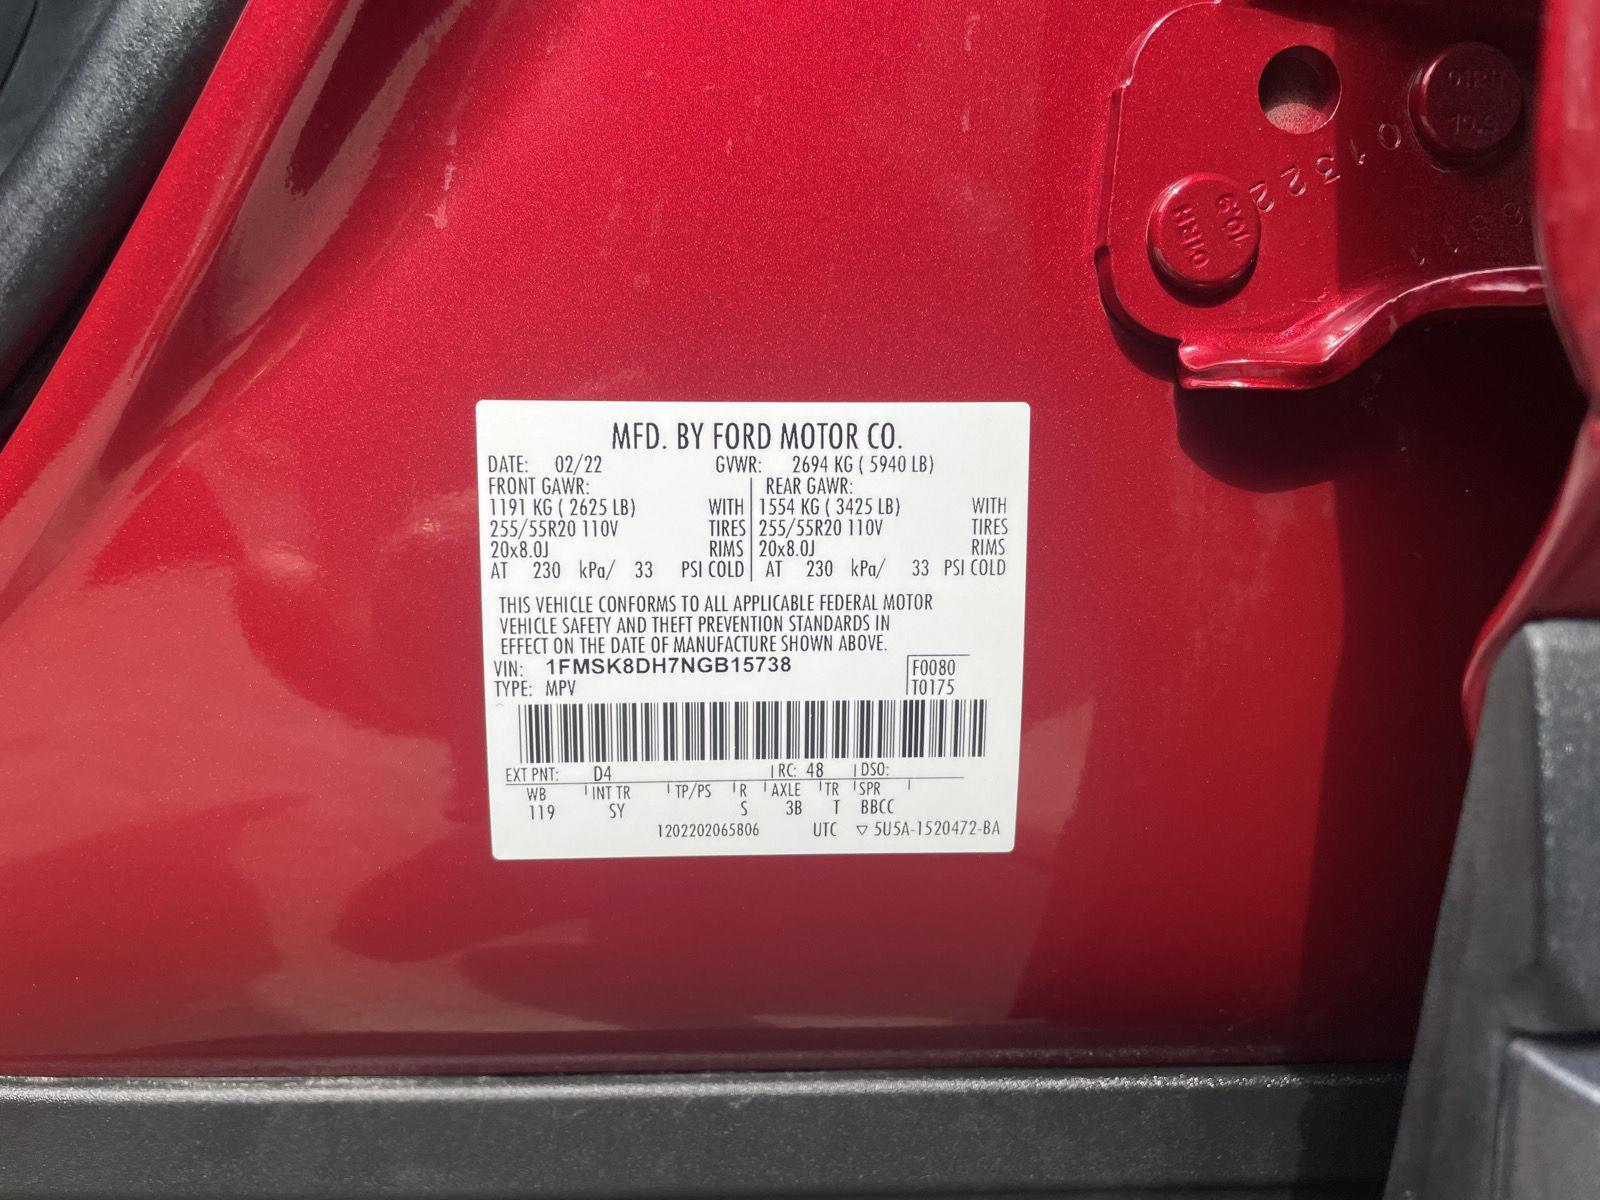 MFD. BY FORD MOTOR CO.
DATE: 02/22 GVWR: 2694 KG ( 5940 LB)
FRONT GAWR: REAR GAWR:
1191 KG ( 2625 LB) WITH 1554 KG ( 3425 LB) WITH
255/55R20 110V TIRES 255/55R20 110V TIRES
20x8.0J RIMS 20x8.0J RIMS
AT 230 kPa/ 33 PSI COLD AT 230 kPa/ 33 PSI COLD
THIS VEHICLE CONFORMS TO ALL APPLICABLE FEDERAL MOTOR
VEHICLE SAFETY AND THEFT PREVENTION STANDARDS IN
EFFECT ON THE DATE OF MANUFACTURE SHOWN ABOVE.
VIN: 1FMSK8DH7NGB15738 F0080
TYPE: MPV T0175
EXT PNT: D4 RC: 48 DSO:
WB INT TR TP/PS R AXLE TR SPR
119 SY S 3B T BBCC
1202202065806 UTC ▽ 5U5A-1520472-BA
01322